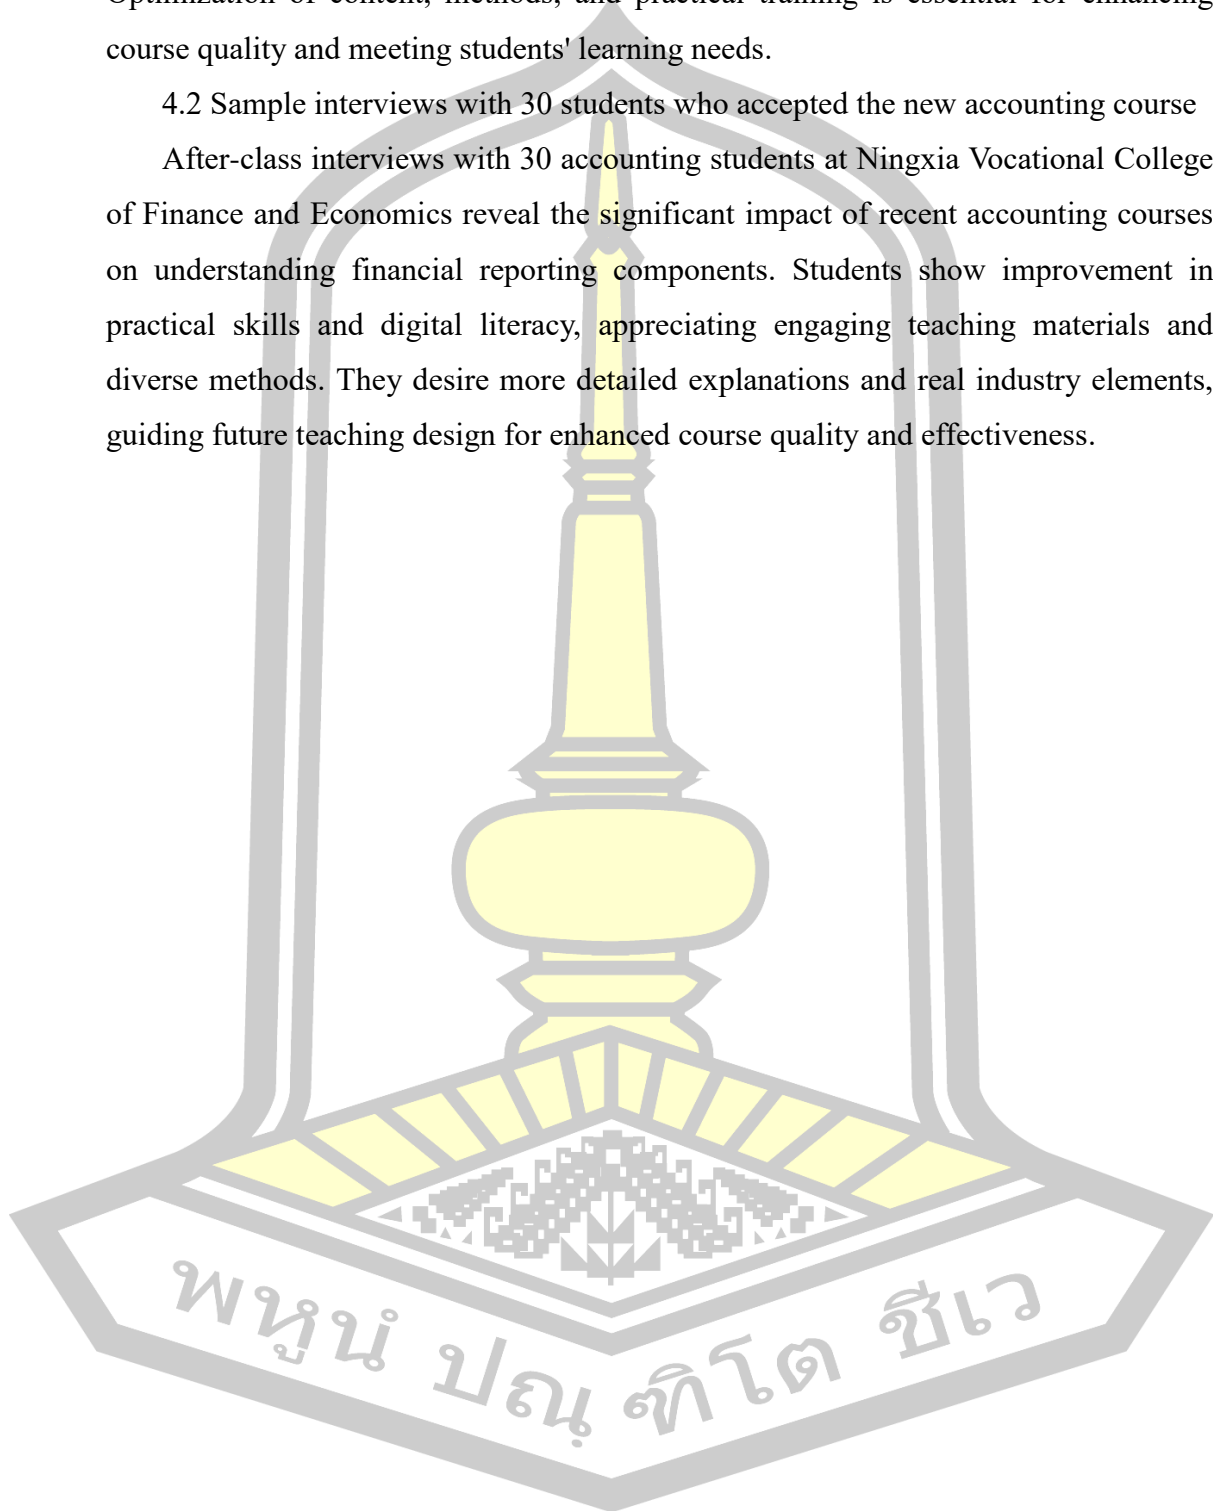 Optimization of content, methods, and practical training is essential for enhancing
course quality and meeting students' learning needs.
4.2 Sample interviews with 30 students who accepted the new accounting course
After-class interviews with 30 accounting students at Ningxia Vocational College
of Finance and Economics reveal the significant impact of recent accounting courses
on understanding financial reporting components. Students show improvement in
practical skills and digital literacy, appreciating engaging teaching materials and
diverse methods. They desire more detailed explanations and real industry elements,
guiding future teaching design for enhanced course quality and effectiveness.
พหูนํ ปณฺฑิโต ชีเว